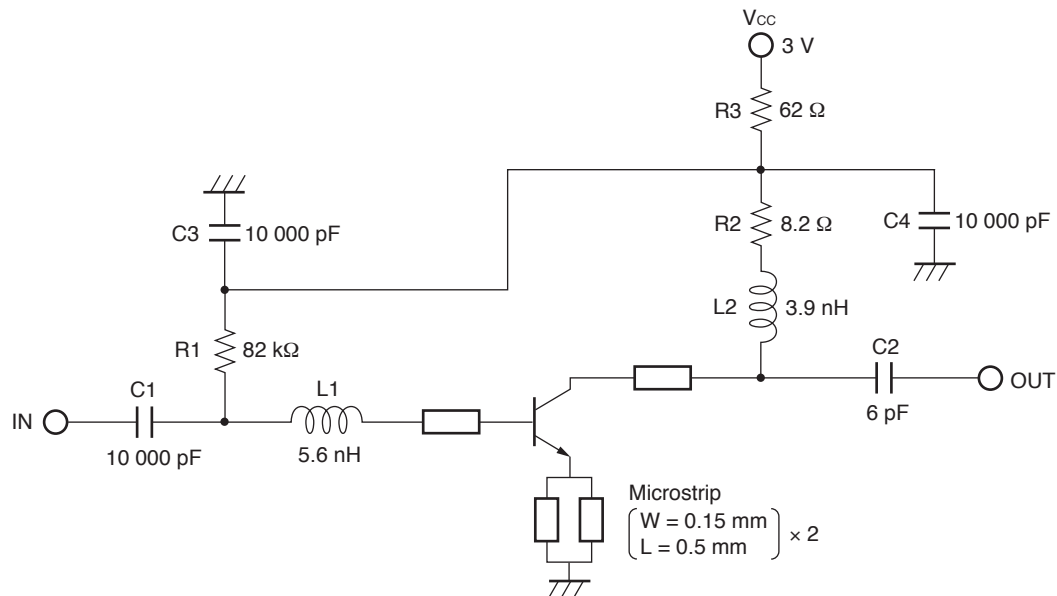 VCC
3 V
R3
62 Ω
C3
10 000 pF
R2
8.2 Ω
C4
10 000 pF
L2
3.9 nH
R1
82 kΩ
C1
L1
C2
IN
OUT
10 000 pF
5.6 nH
6 pF
Microstrip
W = 0.15 mm
L = 0.5 mm
× 2